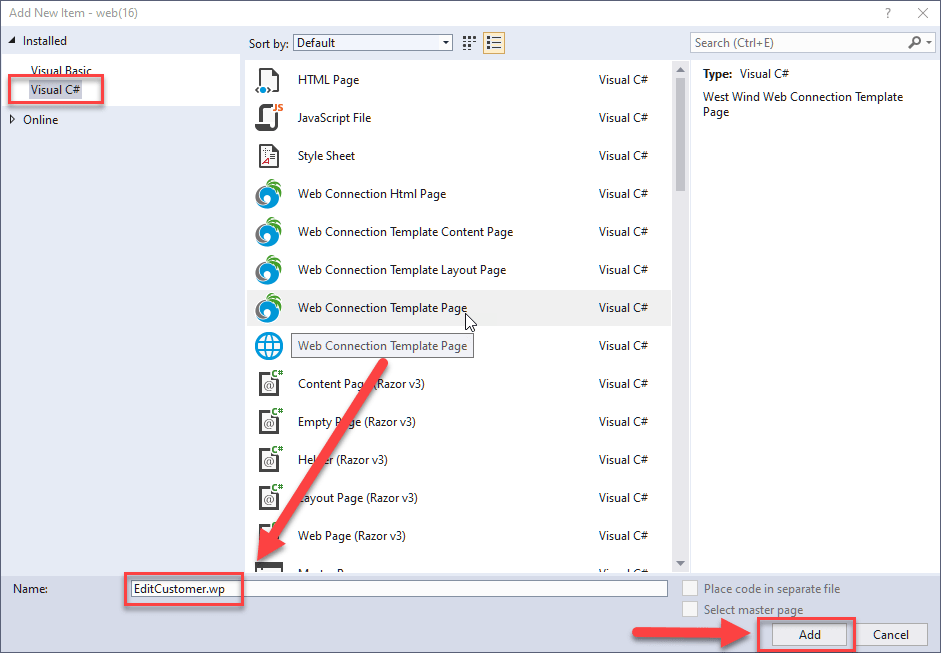 Add New Item - web(16)
?
Installed
Visual Basic
Visual C#
Online
Sort by: Default
Search (Ctrl+E)
HTML Page Visual C#
JS
JavaScript File Visual C#
Style Sheet Visual C#
Web Connection Html Page Visual C#
Web Connection Template Content Page Visual C#
Web Connection Template Layout Page Visual C#
Web Connection Template Page Visual C#
Web Connection Template Page Visual C#
Content Page (Razor v3) Visual C#
Empty Page (Razor v3) Visual C#
Helper (Razor v3) Visual C#
Layout Page (Razor v3) Visual C#
Web Page (Razor v3) Visual C#
Type: Visual C#
West Wind Web Connection Template
Page
Name: EditCustomer.wp
Place code in separate file
Select master page
Add Cancel